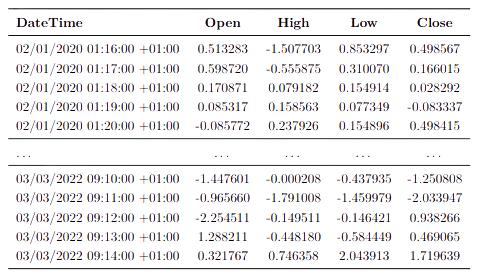 DateTime Open High Low Close
02/01/2020 01:16:00 +01:00 0.513283 -1.507703 0.853297 0.498567
02/01/2020 01:17:00 +01:00 0.598720 -0.555875 0.310070 0.166015
02/01/2020 01:18:00 +01:00 0.170871 0.079182 0.154914 0.028292
02/01/2020 01:19:00 +01:00 0.085317 0.158563 0.077349 -0.083337
02/01/2020 01:20:00 +01:00 -0.085772 0.237926 0.154896 0.498415
... ... ... ... ...
03/03/2022 09:10:00 +01:00 -1.447601 -0.000208 -0.437935 -1.250808
03/03/2022 09:11:00 +01:00 -0.965660 -1.791008 -1.459979 -2.033947
03/03/2022 09:12:00 +01:00 -2.254511 -0.149511 -0.146421 0.938266
03/03/2022 09:13:00 +01:00 1.288211 -0.448180 -0.584449 0.469065
03/03/2022 09:14:00 +01:00 0.321767 0.746358 2.043913 1.719639